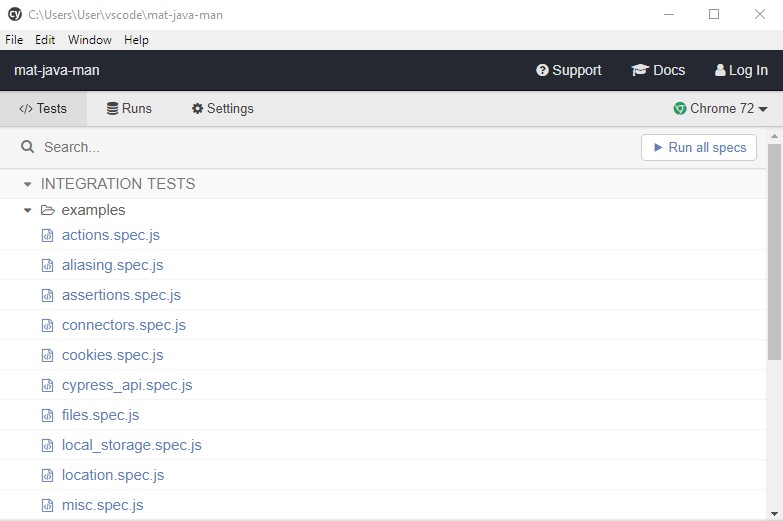 cy C:\Users\User\vscode\mat-java-man
File Edit Window Help
mat-java-man Support Docs Log In
</> Tests Runs Settings Chrome 72
Search... Run all specs
INTEGRATION TESTS
examples
actions.spec.js
aliasing.spec.js
assertions.spec.js
connectors.spec.js
cookies.spec.js
cypress_api.spec.js
files.spec.js
local_storage.spec.js
location.spec.js
misc.spec.js